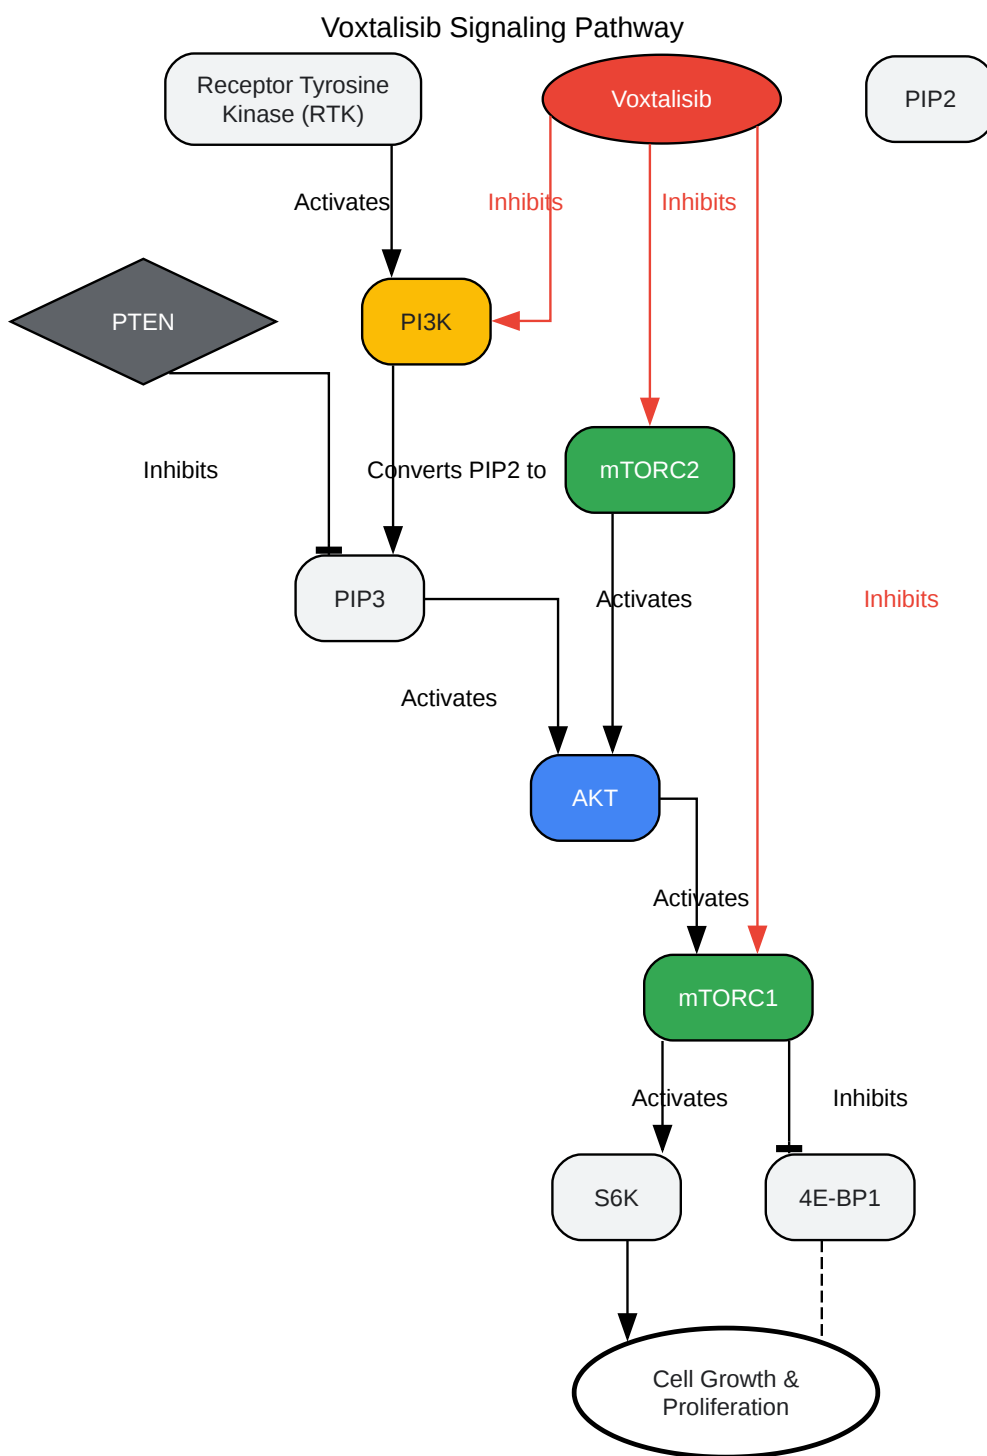 Voxtalisib Signaling Pathway
Receptor Tyrosine
Kinase (RTK)
Voxtalisib
PIP2
Activates
Inhibits
Inhibits
PTEN
PI3K
Inhibits
Converts PIP2 to
mTORC2
PIP3
Activates
Inhibits
Activates
AKT
Activates
mTORC1
Activates
Inhibits
S6K
4E-BP1
Cell Growth &
Proliferation